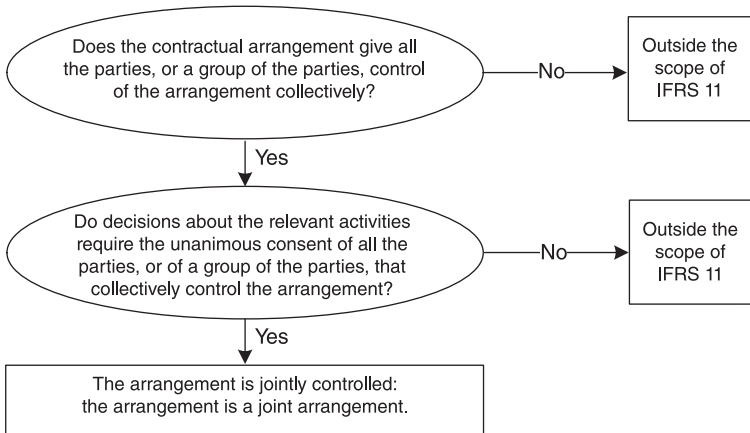 Does the contractual arrangement give all
the parties, or a group of the parties, control
of the arrangement collectively?
No
Outside the
scope of
IFRS 11
Yes
Do decisions about the relevant activities
require the unanimous consent of all the
parties, or of a group of the parties, that
collectively control the arrangement?
No
Outside the
scope of
IFRS 11
Yes
The arrangement is jointly controlled:
the arrangement is a joint arrangement.